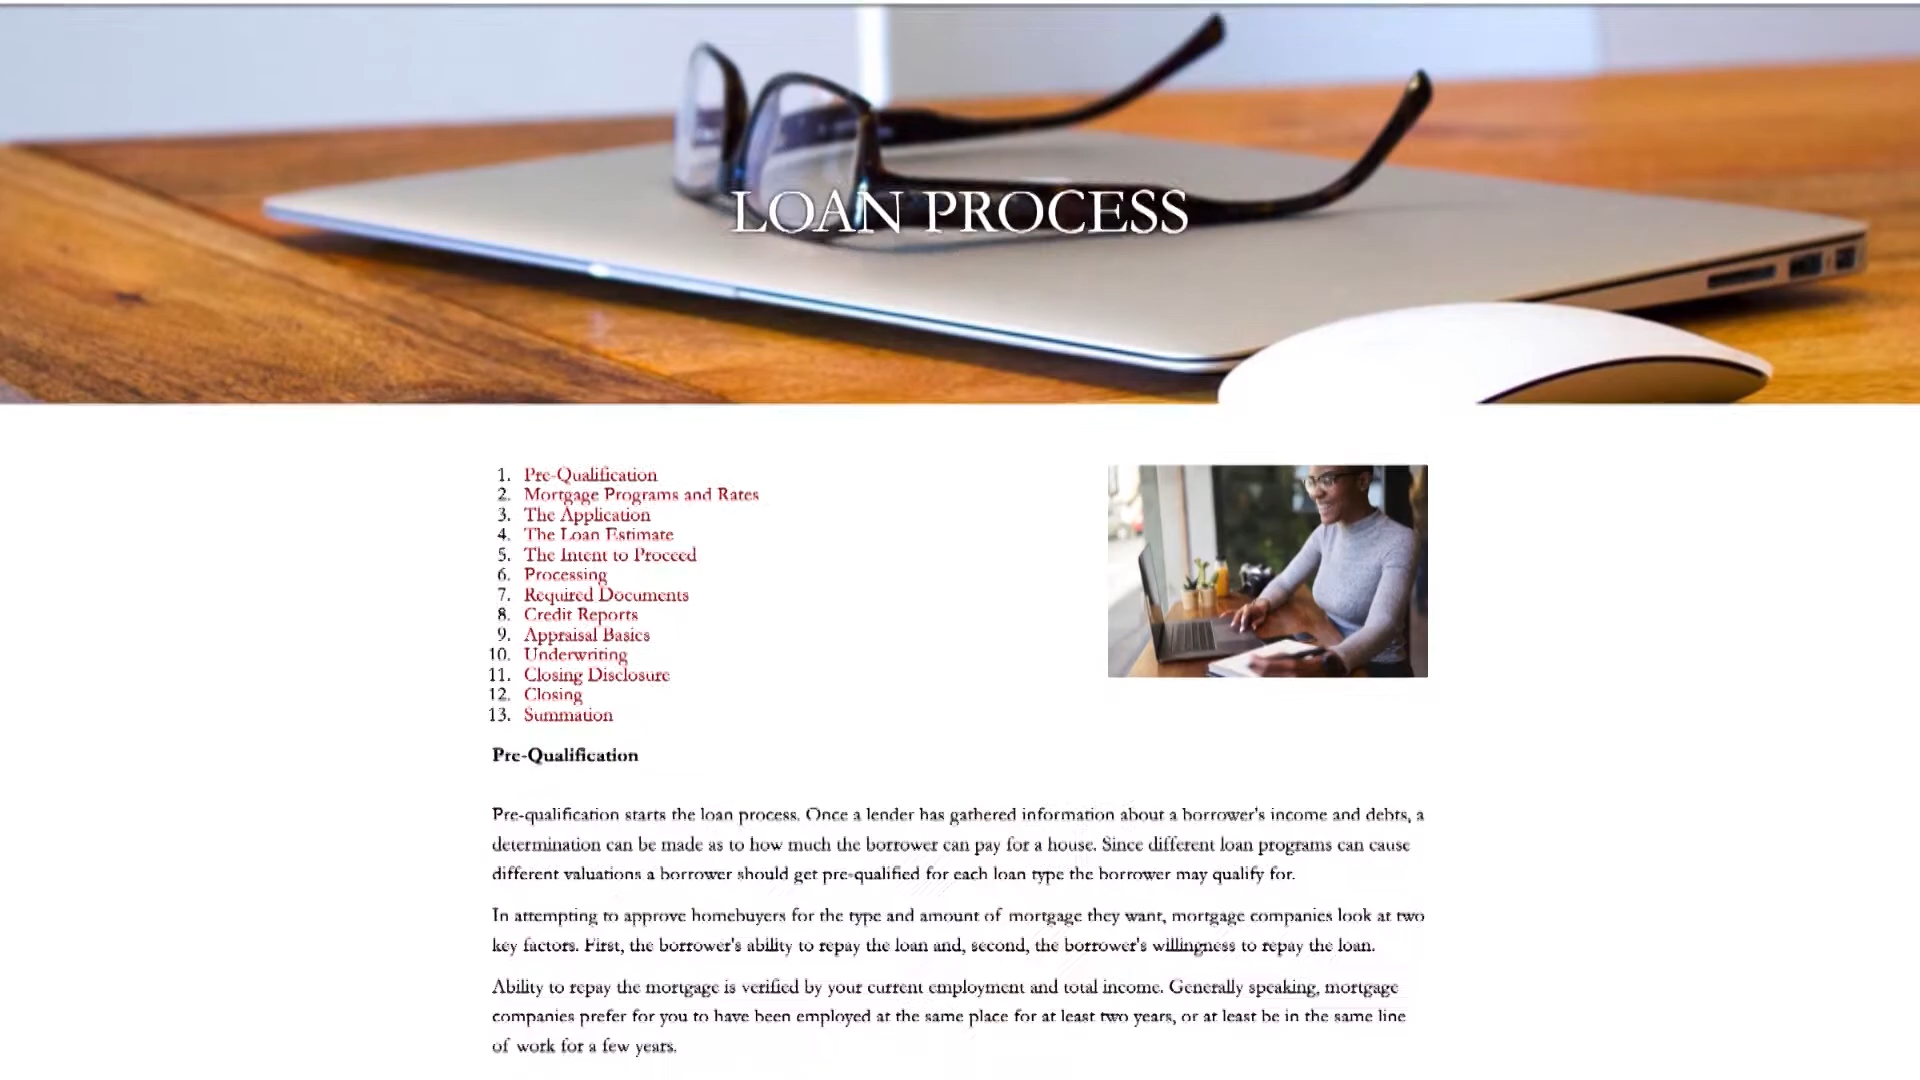 LOAN PROCESS
1. Pre-Qualification
2. Mortgage Programs and Rates
3. The Application
4. The Loan Estimate
5. The Intent to Proceed
6. Processing
7. Required Documents
8. Credit Reports
9. Appraisal Basics
10. Underwriting
11. Closing Disclosure
12. Closing
13. Summation
Pre-Qualification
Pre-qualification starts the loan process. Once a lender has gathered information about a borrower's income and debts, a
determination can be made as to how much the borrower can pay for a house. Since different loan programs can cause
different valuations a borrower should get pre-qualified for each loan type the borrower may qualify for.
In attempting to approve homebuyers for the type and amount of mortgage they want, mortgage companies look at two
key factors. First, the borrower's ability to repay the loan and, second, the borrower's willingness to repay the loan.
Ability to repay the mortgage is verified by your current employment and total income. Generally speaking, mortgage
companies prefer for you to have been employed at the same place for at least two years, or at least be in the same line
of work for a few years.